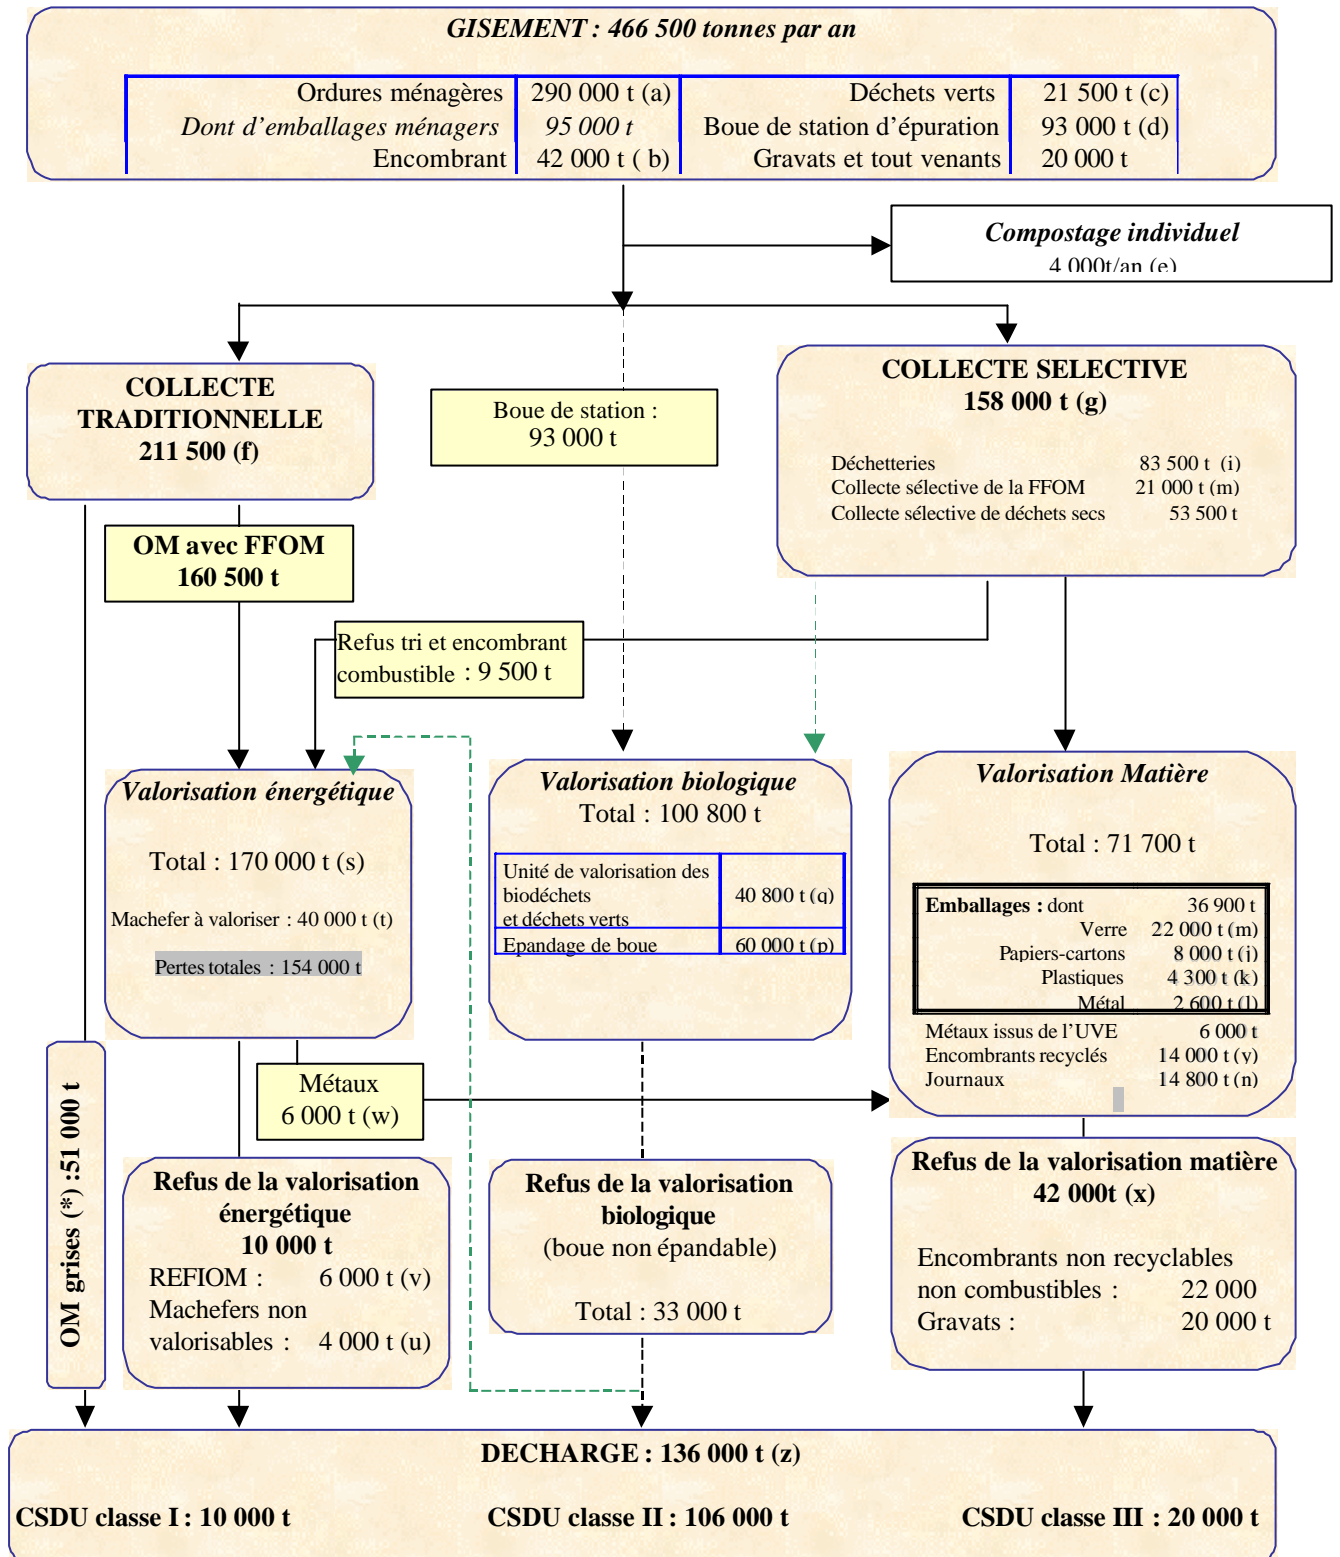 GISEMENT : 466 500 tonnes par an
Ordures ménagères 290 000 t (a) Déchets verts 21 500 t (c)
Dont d'emballages ménagers 95 000 t Boue de station d'épuration 93 000 t (d)
Encombrant 42 000 t ( b) Gravats et tout venants 20 000 t
Compostage individuel
4 000t/an (e)
COLLECTE
TRADITIONNELLE
211 500 (f)
Boue de station :
93 000 t
COLLECTE SELECTIVE
158 000 t (g)
Déchetteries 83 500 t (i)
Collecte sélective de la FFOM 21 000 t (m)
Collecte sélective de déchets secs 53 500 t
OM avec FFOM
160 500 t
Refus tri et encombrant
combustible : 9 500 t
Valorisation énergétique
Total : 170 000 t (s)
Machefer à valoriser : 40 000 t (t)
Pertes totales : 154 000 t
Valorisation biologique
Total : 100 800 t
Unité de valorisation des
biodéchets 40 800 t (q)
et déchets verts
Epandage de boue 60 000 t (p)
Valorisation Matière
Total : 71 700 t
Emballages : dont 36 900 t
Verre 22 000 t (m)
Papiers-cartons 8 000 t (j)
Plastiques 4 300 t (k)
Métal 2 600 t (l)
Métaux issus de l'UVE 6 000 t
Encombrants recyclés 14 000 t (y)
Journaux 14 800 t (n)
Métaux
6 000 t (w)
OM grises (*) :51 000 t
Refus de la valorisation
énergétique
10 000 t
REFIOM : 6 000 t (v)
Machefers non
valorisables : 4 000 t (u)
Refus de la valorisation
biologique
(boue non épandable)
Total : 33 000 t
Refus de la valorisation matière
42 000t (x)
Encombrants non recyclables
non combustibles : 22 000
Gravats : 20 000 t
DECHARGE : 136 000 t (z)
CSDU classe I : 10 000 t CSDU classe II : 106 000 t CSDU classe III : 20 000 t